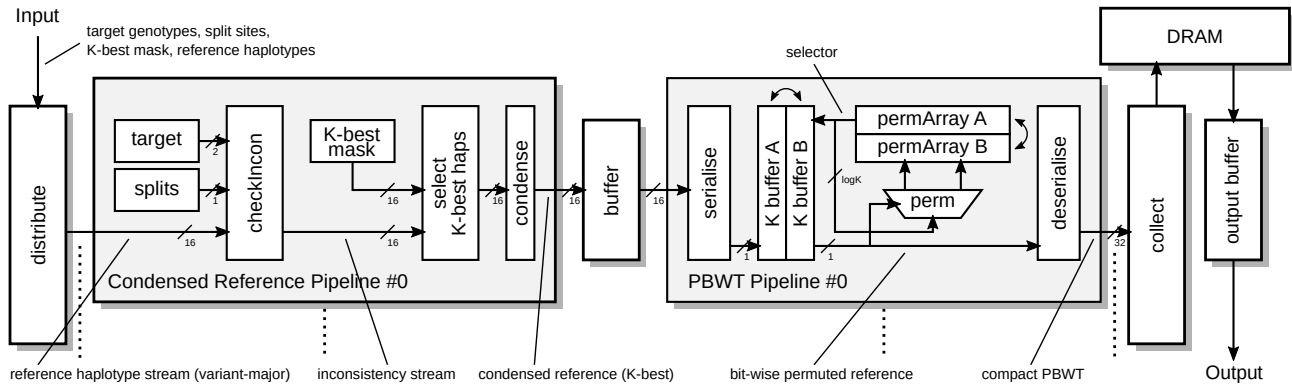 Input
target genotypes, split sites,
K-best mask, reference haplotypes
distribute
target
2
splits
1
16
checkIncon
K-best
mask
16
16
select
K-best haps
16
condense
16
Condensed Reference Pipeline #0
buffer
16
selector
serialise
1
K buffer A
K buffer B
1
permArray A
permArray B
logK
perm
deserialise
32
PBWT Pipeline #0
collect
DRAM
output buffer
Output
reference haplotype stream (variant-major)
inconsistency stream
condensed reference (K-best)
bit-wise permuted reference
compact PBWT